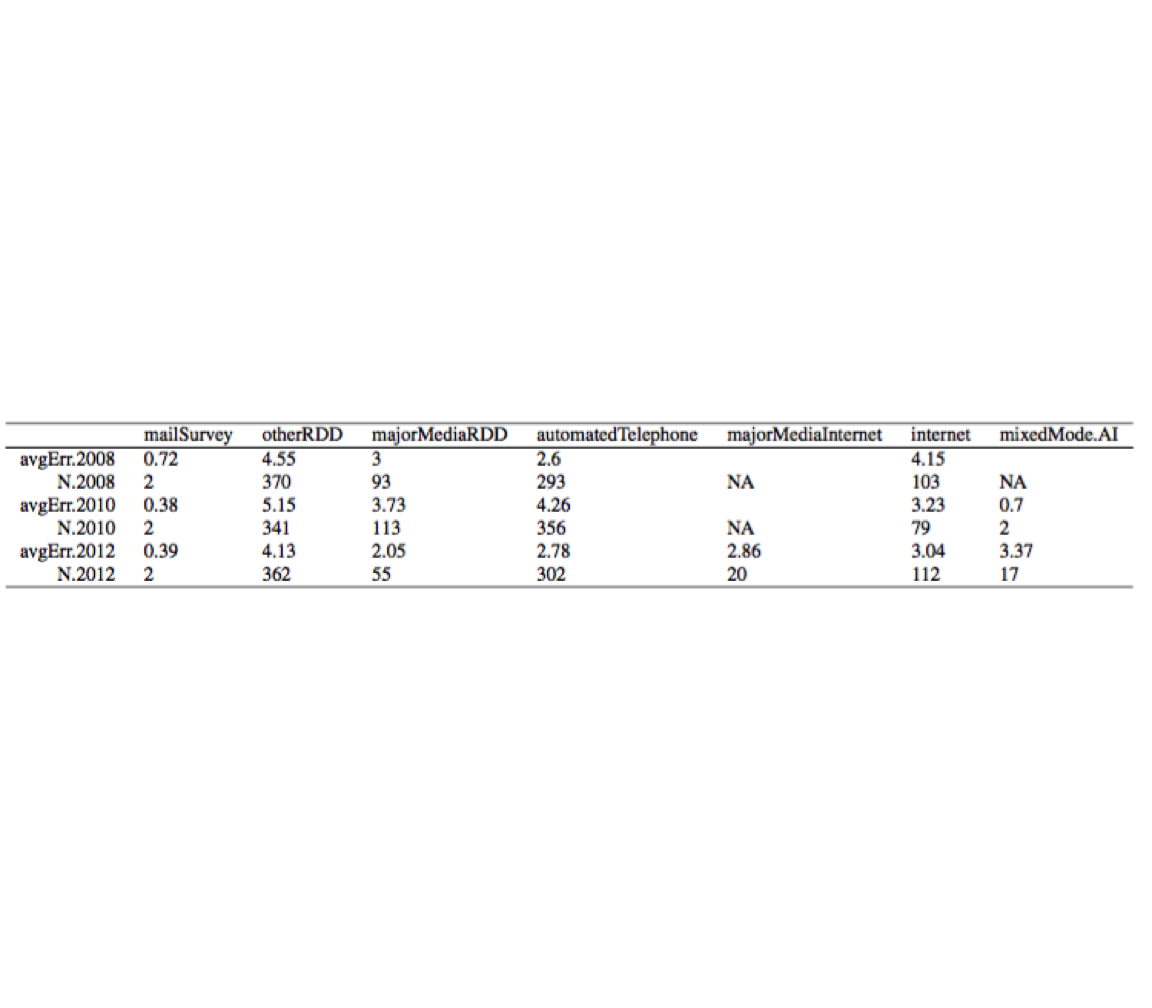 mailSurvey otherRDD majorMediaRDD automatedTelephone majorMediaInternet internet mixedMode.AI
avgErr.2008 0.72 4.55 3 2.6 4.15
N.2008 2 370 93 293 NA 103 NA
avgErr.2010 0.38 5.15 3.73 4.26 3.23 0.7
N.2010 2 341 113 356 NA 79 2
avgErr.2012 0.39 4.13 2.05 2.78 2.86 3.04 3.37
N.2012 2 362 55 302 20 112 17